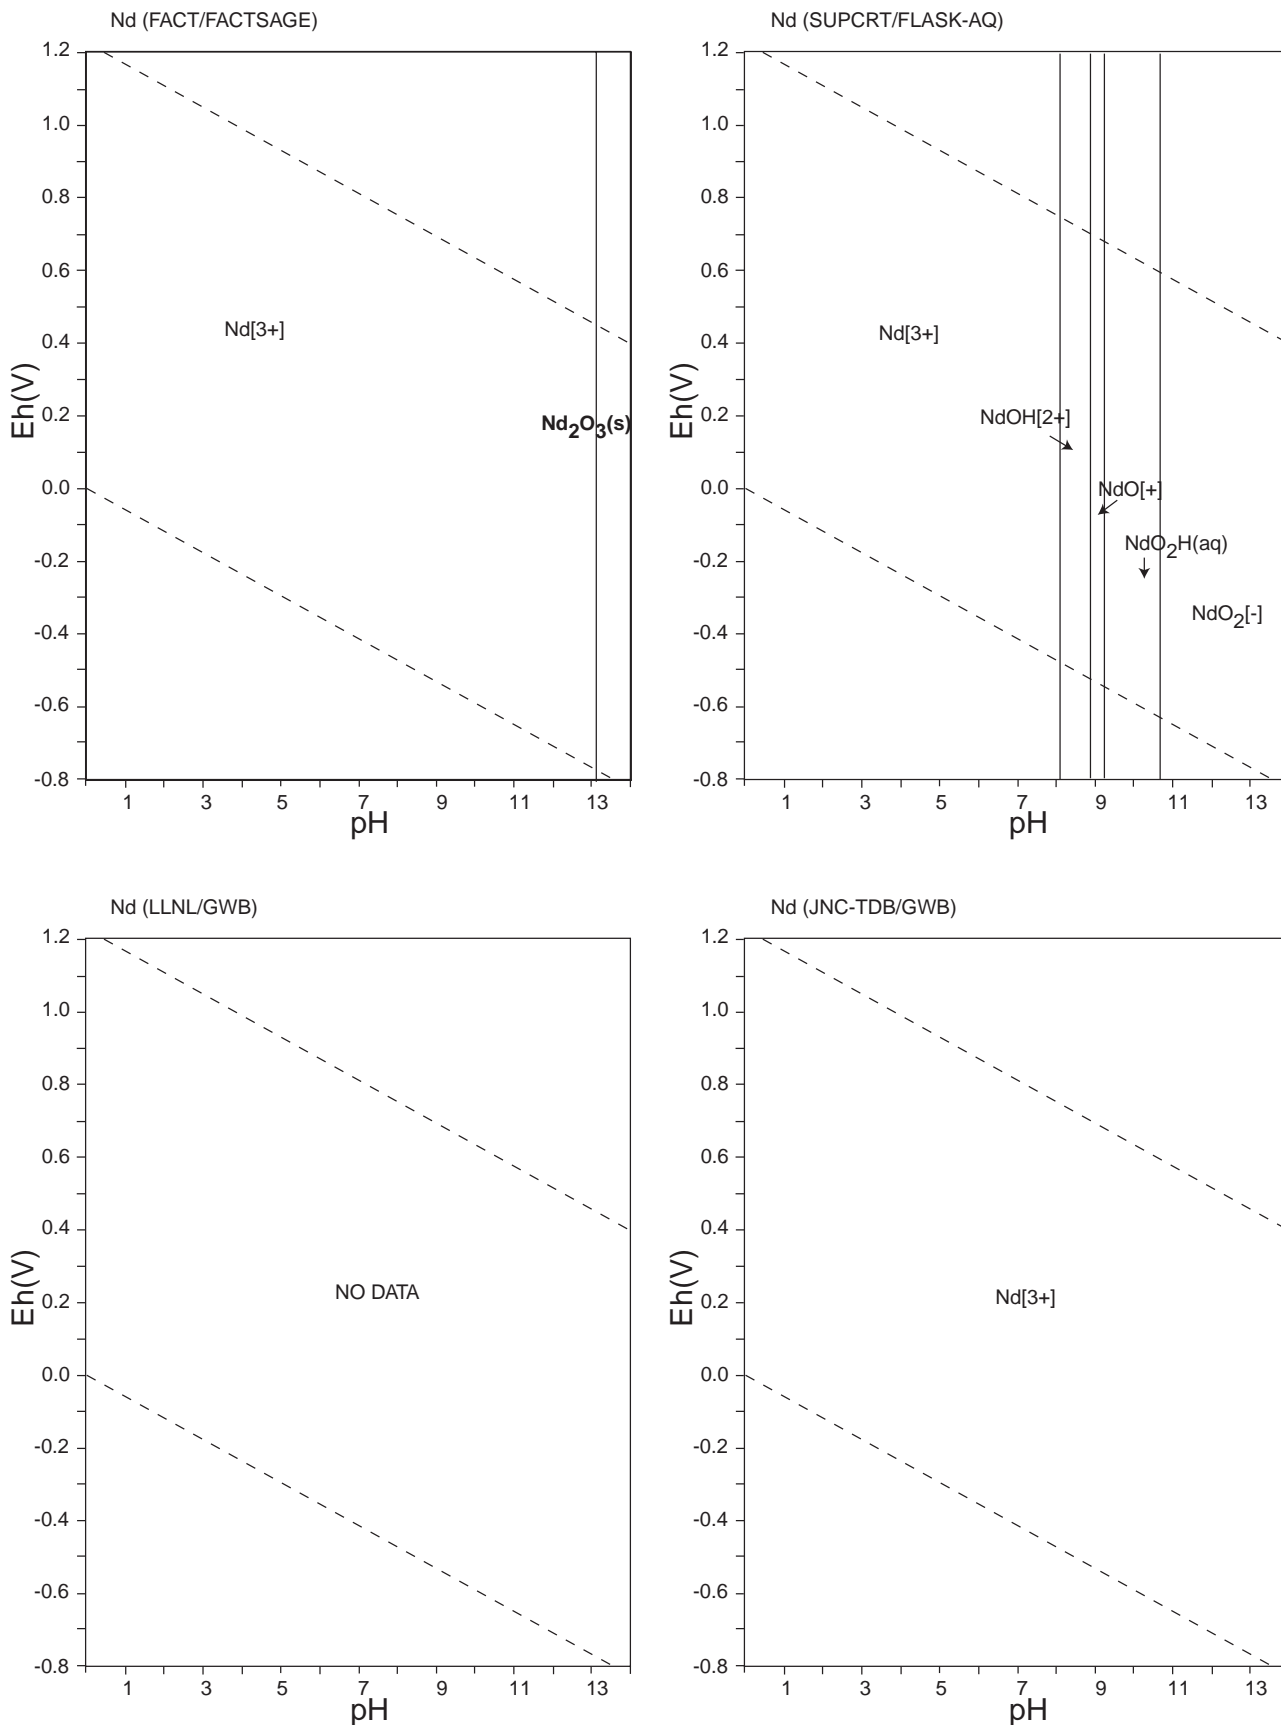 Nd (FACT/FACTSAGE)
1.2
1.0
0.8
0.6
0.4
0.2
0.0
-0.2
-0.4
-0.6
-0.8
Eh(V)
Nd[3+]
Nd2O3(s)
1 3 5 7 9 11 13
pH
Nd (SUPCRT/FLASK-AQ)
1.2
1.0
0.8
0.6
0.4
0.2
0.0
-0.2
-0.4
-0.6
-0.8
Eh(V)
Nd[3+]
NdOH[2+]
NdO[+]
NdO2H(aq)
NdO2[-]
1 3 5 7 9 11 13
pH
Nd (LLNL/GWB)
1.2
1.0
0.8
0.6
0.4
0.2
0.0
-0.2
-0.4
-0.6
-0.8
Eh(V)
NO DATA
1 3 5 7 9 11 13
pH
Nd (JNC-TDB/GWB)
1.2
1.0
0.8
0.6
0.4
0.2
0.0
-0.2
-0.4
-0.6
-0.8
Eh(V)
Nd[3+]
1 3 5 7 9 11 13
pH